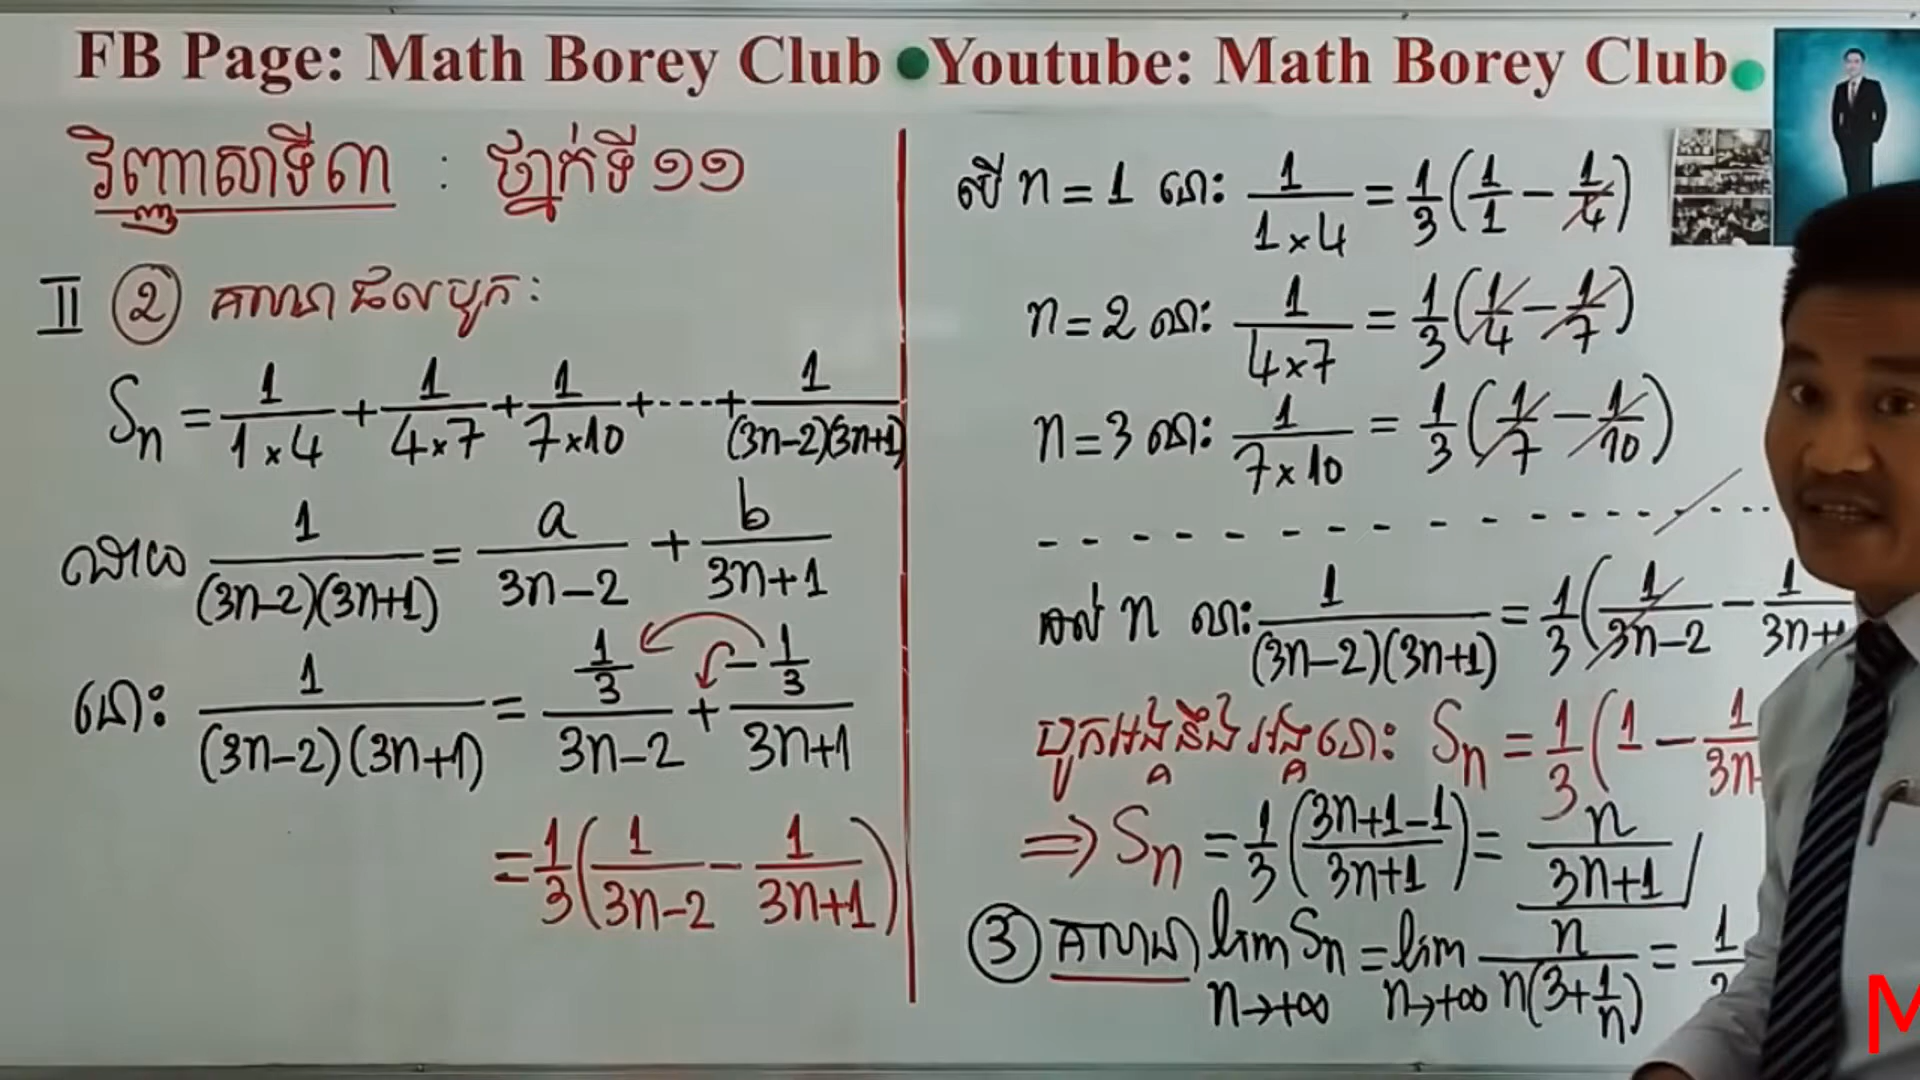 FB Page: Math Borey Club ● Youtube: Math Borey Club
វិញ្ញាសាទី៣ : ថ្នាក់ទី ១១
II ② គណនាផលបូក:
Sn = 1/(1×4) + 1/(4×7) + 1/(7×10) + ---- + 1/((3n-2)(3n+1))
ដោយ 1/((3n-2)(3n+1)) = a/(3n-2) + b/(3n+1)
នោះ 1/((3n-2)(3n+1)) = (1/3)/(3n-2) + (-1/3)/(3n+1)
= 1/3 (1/(3n-2) - 1/(3n+1))
បើ n = 1 នោះ 1/(1×4) = 1/3 (1/1 - 1/4)
n = 2 នោះ 1/(4×7) = 1/3 (1/4 - 1/7)
n = 3 នោះ 1/(7×10) = 1/3 (1/7 - 1/10)
- - - - - - - - - - - - - - - -
ដល់ n នោះ 1/((3n-2)(3n+1)) = 1/3 (1/(3n-2) - 1/(3n+
បូកអង្គនឹងអង្គនោះ Sn = 1/3 (1 - 1/(3n
⇒ Sn = 1/3 ((3n+1-1)/(3n+1)) = n/(3n+1)
③ គណនា lim n→+∞ Sn = lim n→+∞ n/(n(3+1/n)) = 1/3
M